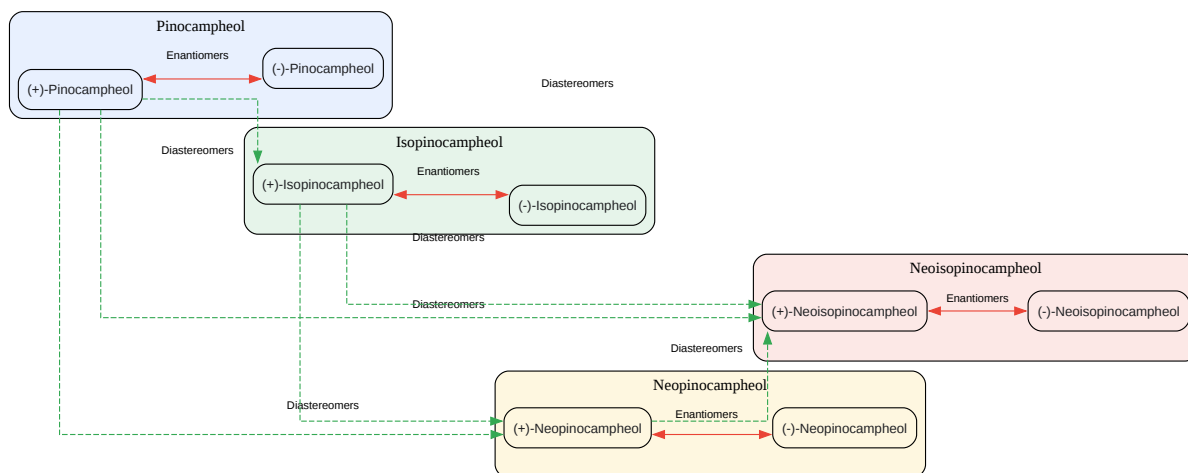 Pinocampheol
Enantiomers
(-)-Pinocampheol
(+)-Pinocampheol
Diastereomers
Isopinocampheol
Diastereomers
Enantiomers
(+)-Isopinocampheol
(-)-Isopinocampheol
Diastereomers
Neoisopinocampheol
Enantiomers
Diastereomers
(+)-Neoisopinocampheol
(-)-Neoisopinocampheol
Diastereomers
Neopinocampheol
Diastereomers
Enantiomers
(+)-Neopinocampheol
(-)-Neopinocampheol